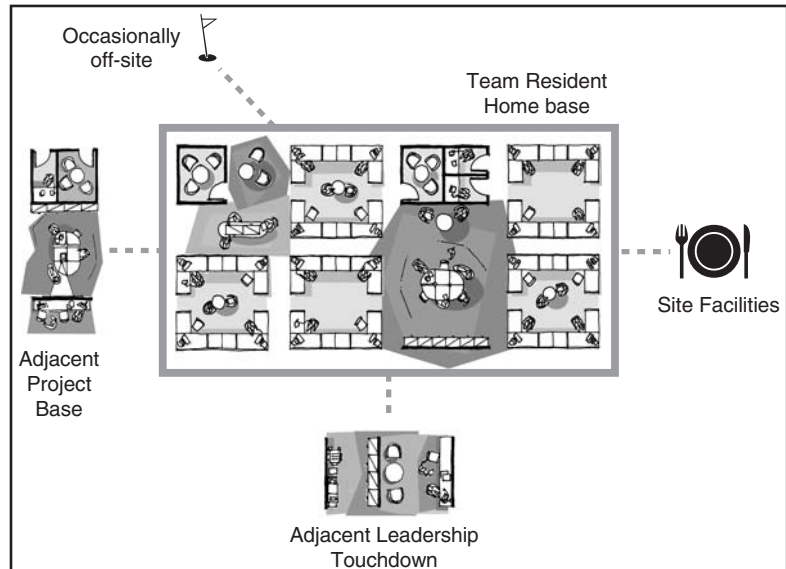 Occasionally
off-site
Team Resident
Home base
Site Facilities
Adjacent
Project
Base
Adjacent Leadership
Touchdown